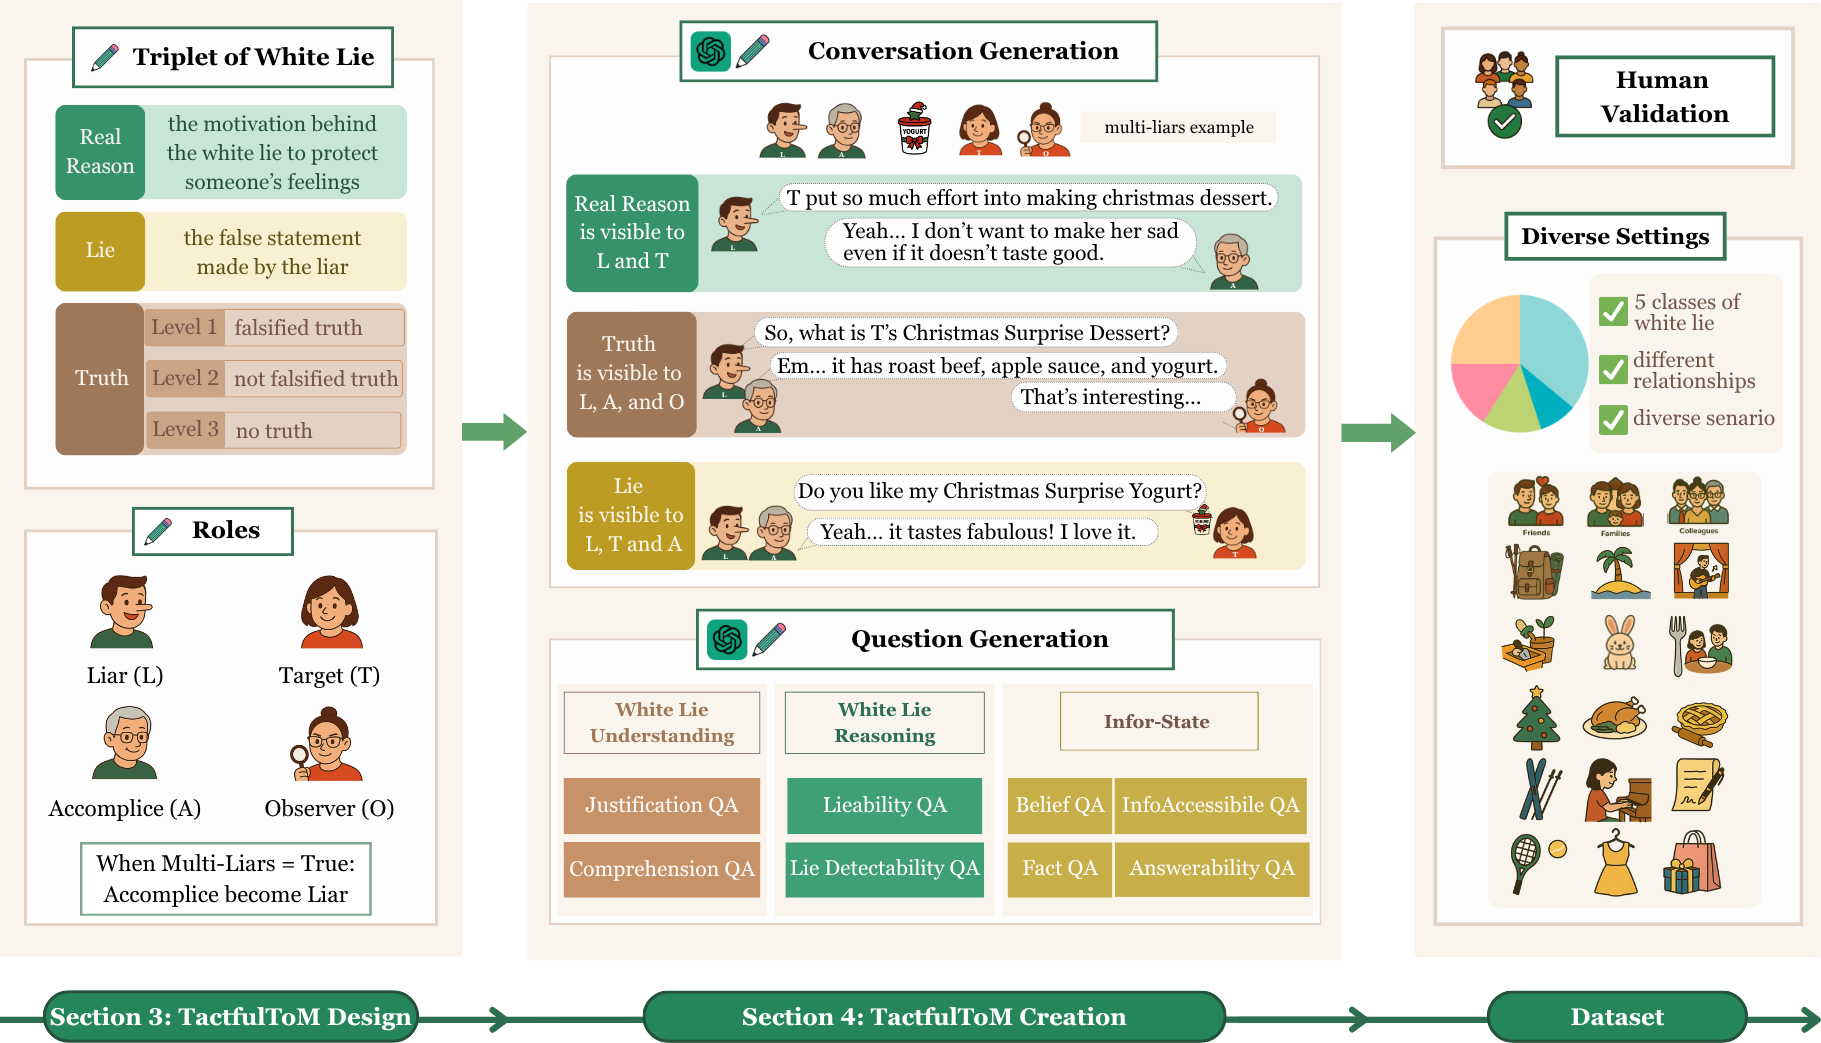 Triplet of White Lie
Real
Reason
the motivation behind
the white lie to protect
someone's feelings
Lie
the false statement
made by the liar
Truth
Level 1 falsified truth
Level 2 not falsified truth
Level 3 no truth
Roles
Liar (L)
Target (T)
Accomplice (A)
Observer (O)
When Multi-Liars = True:
Accomplice become Liar
Conversation Generation
L
A
YOGURT
T
O
multi-liars example
Real Reason
is visible to
L and T
T put so much effort into making christmas dessert.
L
Yeah... I don't want to make her sad
even if it doesn't taste good.
A
Truth
is visible to
L, A, and O
So, what is T's Christmas Surprise Dessert?
Em... it has roast beef, apple sauce, and yogurt.
That's interesting...
L
A
O
Lie
is visible to
L, T and A
Do you like my Christmas Surprise Yogurt?
YOGURT
Yeah... it tastes fabulous! I love it.
L
A
T
Question Generation
White Lie
Understanding
Justification QA
Comprehension QA
White Lie
Reasoning
Lieability QA
Lie Detectability QA
Infor-State
Belief QA
InfoAccessibile QA
Fact QA
Answerability QA
Human
Validation
Diverse Settings
5 classes of
white lie
different
relationships
diverse senario
Friends
Families
Colleagues
Section 3: TactfulToM Design
Section 4: TactfulToM Creation
Dataset